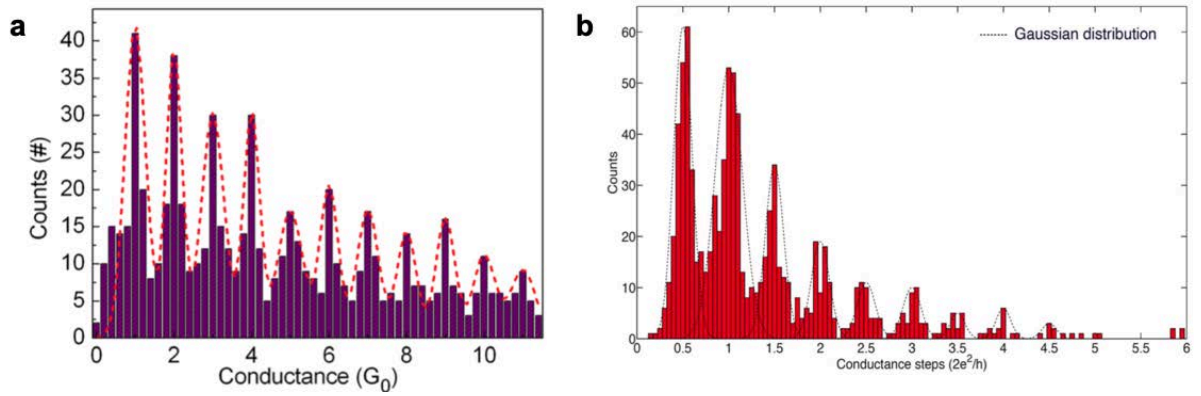 a
40
35
30
25
20
15
10
5
0
Counts (#)
0 2 4 6 8 10
Conductance (G₀)
b
Gaussian distribution
60
50
40
30
20
10
0
Counts
0 0.5 1 1.5 2 2.5 3 3.5 4 4.5 5 5.5 6
Conductance steps (2e²/h)